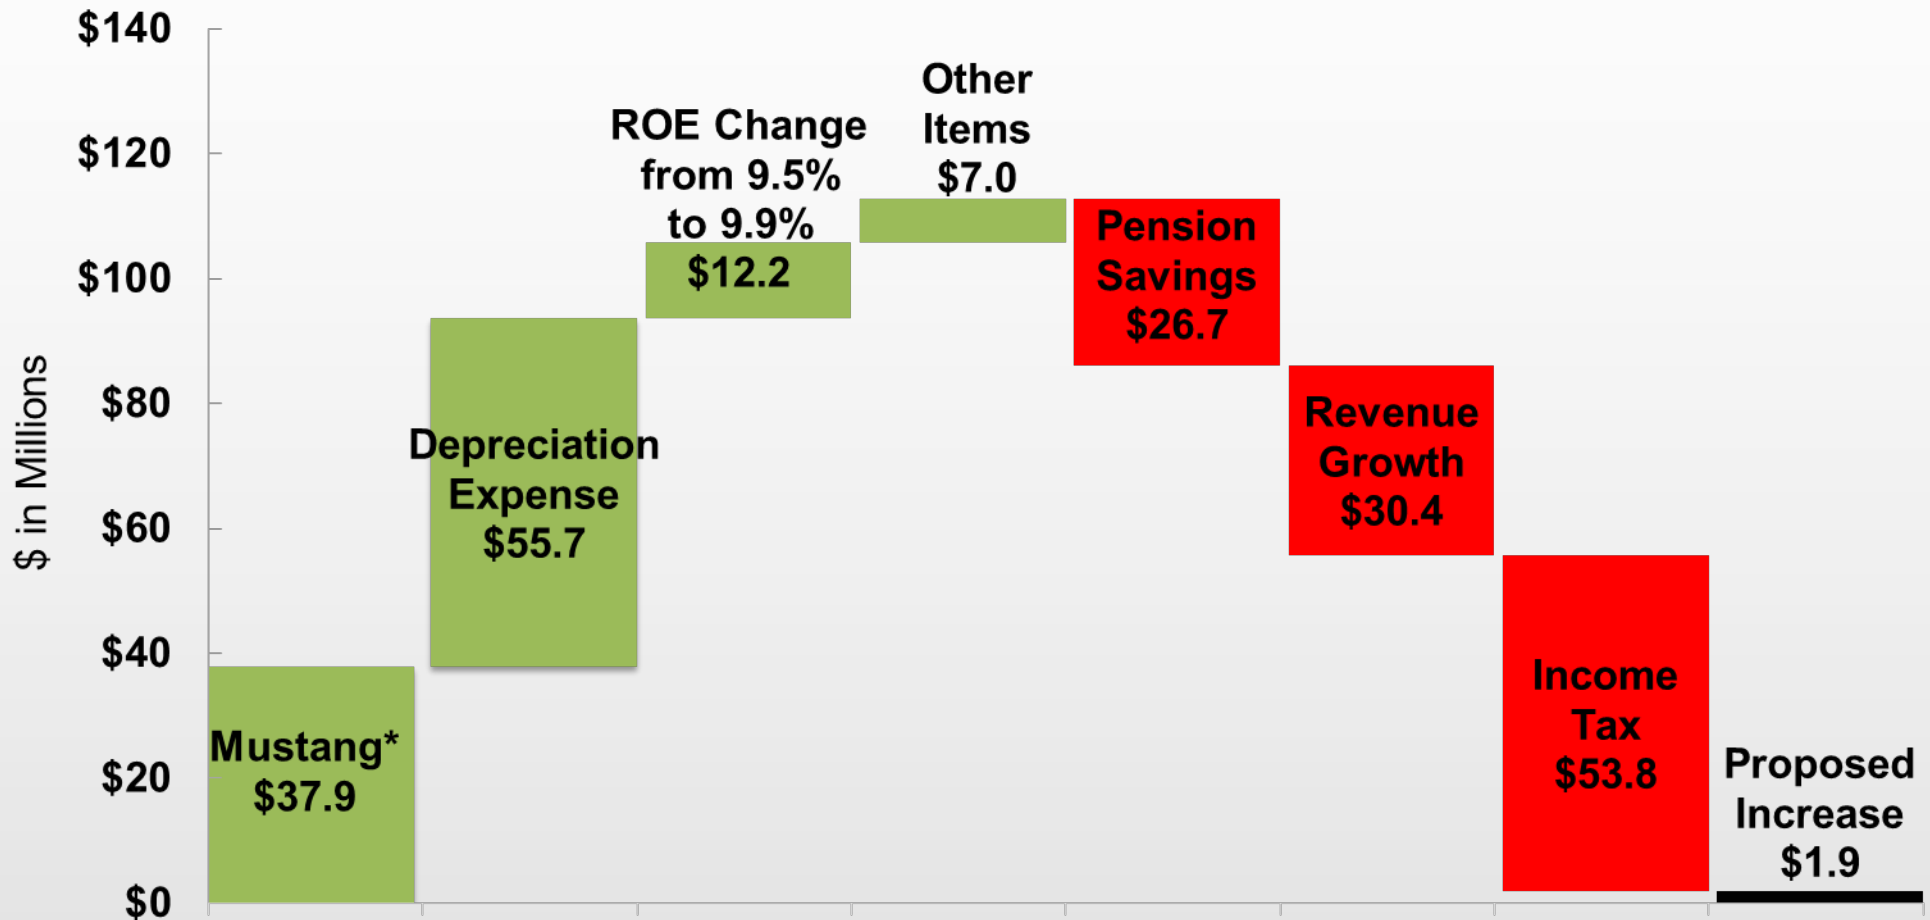 $ in Millions
$140
$120
$100
$80
$60
$40
$20
$0
Mustang*
$37.9
Depreciation
Expense
$55.7
ROE Change
from 9.5%
to 9.9%
$12.2
Other
Items
$7.0
Pension
Savings
$26.7
Revenue
Growth
$30.4
Income
Tax
$53.8
Proposed
Increase
$1.9